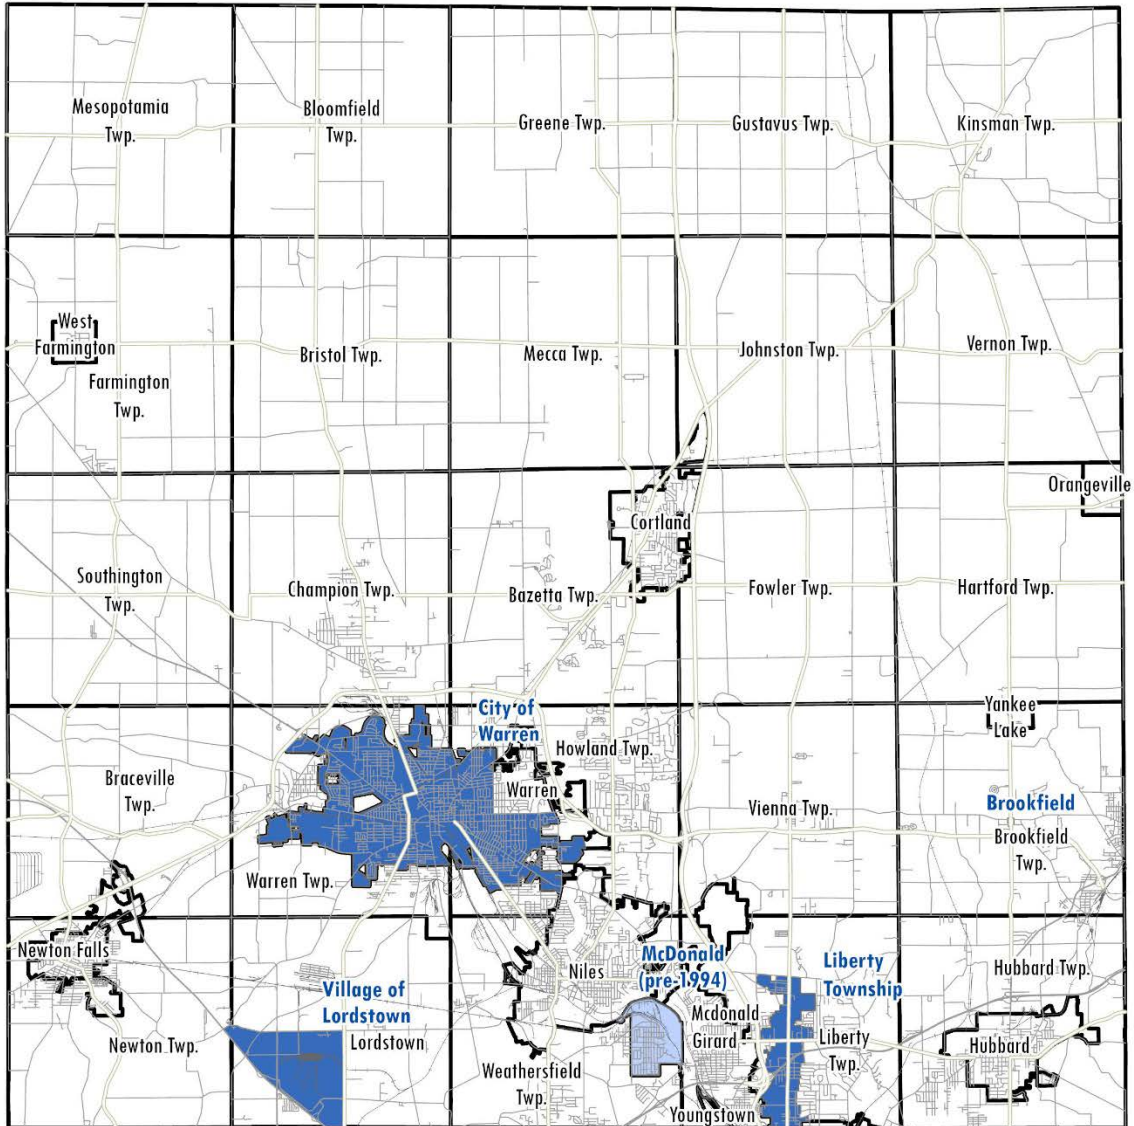 Mesopotamia
Twp.
Bloomfield
Twp.
Greene Twp.
Gustavus Twp.
Kinsman Twp.
West
Farmington
Farmington
Twp.
Bristol Twp.
Mecca Twp.
Johnston Twp.
Vernon Twp.
Orangeville
Cortland
Southington
Twp.
Champion Twp.
Bazetta Twp.
Fowler Twp.
Hartford Twp.
City of
Warren
Yankee
Lake
Howland Twp.
Braceville
Twp.
Warren
Vienna Twp.
Brookfield
Brookfield
Twp.
Warren Twp.
Newton Falls
Niles
McDonald
(pre-1994)
Liberty
Township
Hubbard Twp.
Village of
Lordstown
Mcdonald
Newton Twp.
Lordstown
Girard
Liberty
Twp.
Hubbard
Weathersfield
Twp.
Youngstown